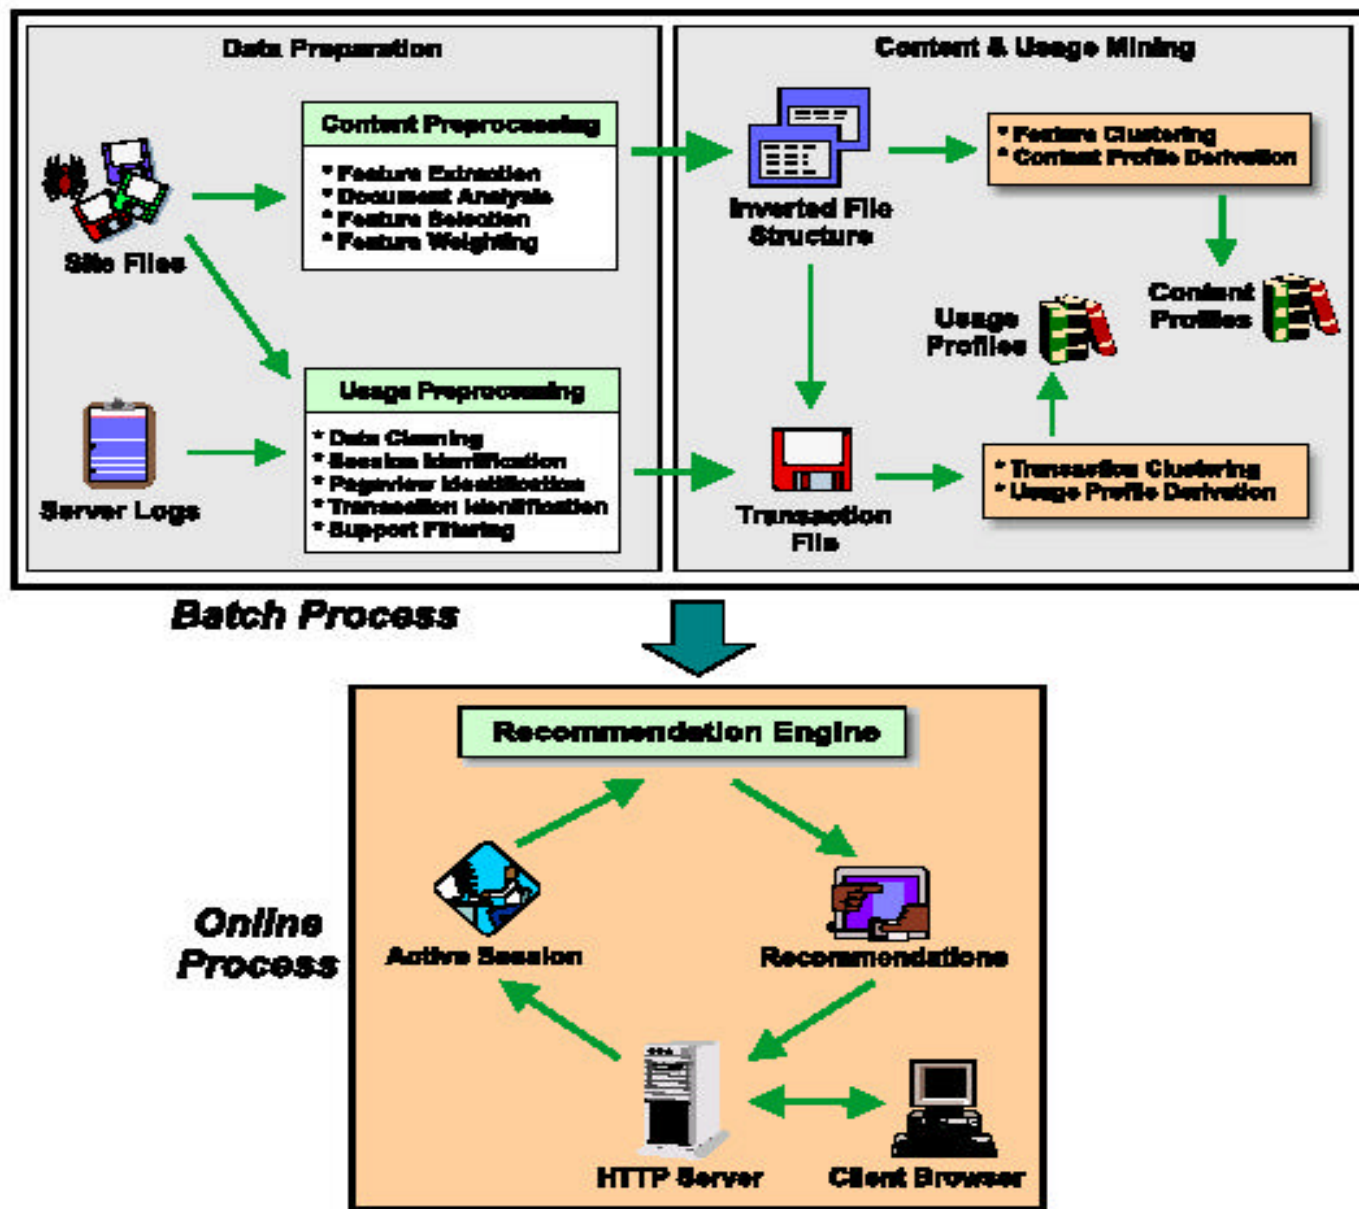 Data Preparation
Content Preprocessing
* Feature Extraction
* Document Analysis
* Feature Selection
* Feature Weighting
Site Files
Usage Preprocessing
* Data Cleaning
* Session Identification
* Pageview Identification
* Transaction Identification
* Support Filtering
Server Logs
Content & Usage Mining
Inverted File
Structure
* Feature Clustering
* Content Profile Derivation
Content
Profiles
Usage
Profiles
Transaction
File
* Transaction Clustering
* Usage Profile Derivation
Batch Process
Recommendation Engine
Online
Process
Active Session
Recommendations
HTTP Server
Client Browser